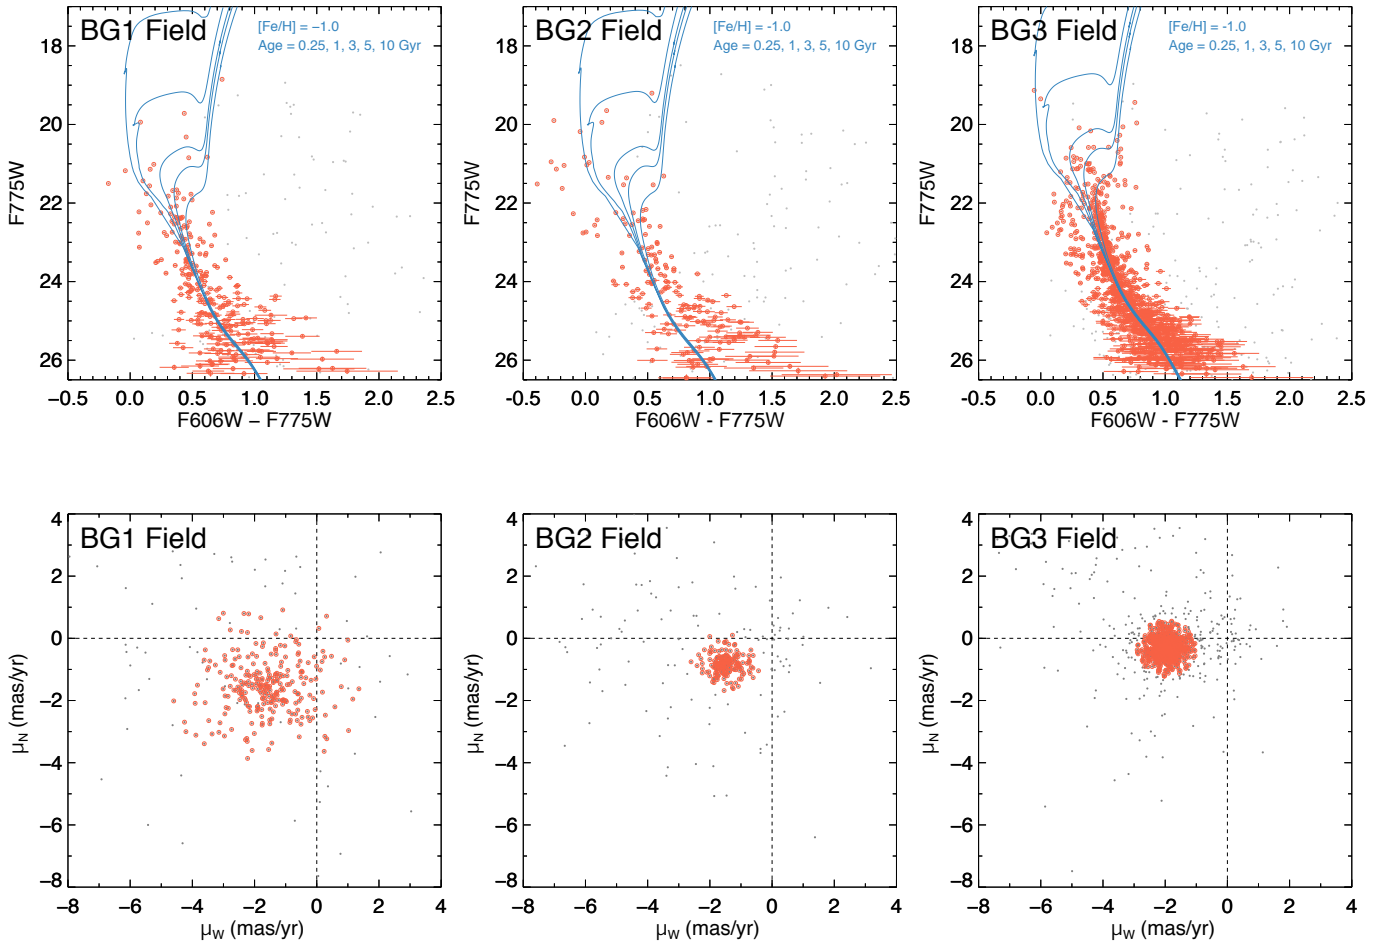 BG1 Field
[Fe/H] = −1.0
Age = 0.25, 1, 3, 5, 10 Gyr
18
20
22
24
26
F775W
−0.5 0.0 0.5 1.0 1.5 2.0 2.5
F606W − F775W
BG2 Field
[Fe/H] = -1.0
Age = 0.25, 1, 3, 5, 10 Gyr
18
20
22
24
26
F775W
-0.5 0.0 0.5 1.0 1.5 2.0 2.5
F606W - F775W
BG3 Field
[Fe/H] = -1.0
Age = 0.25, 1, 3, 5, 10 Gyr
18
20
22
24
26
F775W
-0.5 0.0 0.5 1.0 1.5 2.0 2.5
F606W - F775W
BG1 Field
4
2
0
−2
−4
−6
−8
μN (mas/yr)
−8 −6 −4 −2 0 2 4
μW (mas/yr)
BG2 Field
4
2
0
−2
−4
−6
−8
μN (mas/yr)
−8 −6 −4 −2 0 2 4
μW (mas/yr)
BG3 Field
4
2
0
−2
−4
−6
−8
μN (mas/yr)
−8 −6 −4 −2 0 2 4
μW (mas/yr)